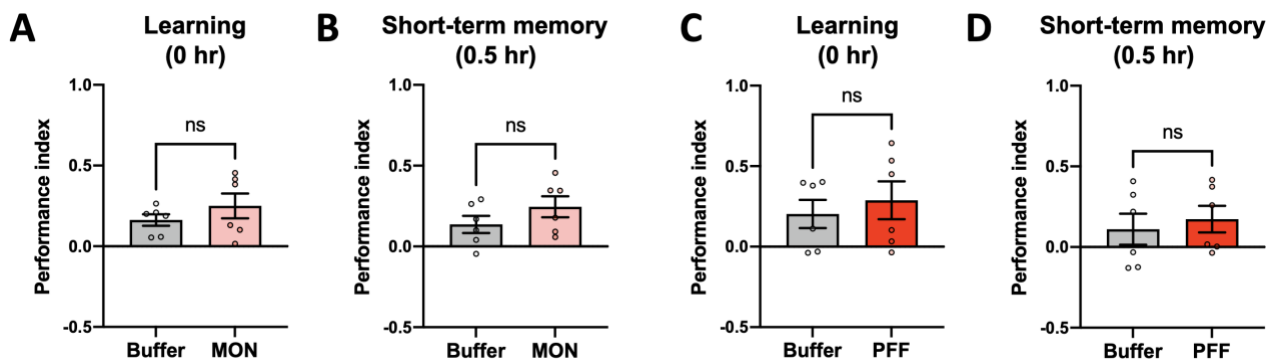 A
Learning
(0 hr)
Performance index
1.0
0.5
0.0
-0.5
ns
Buffer MON
B
Short-term memory
(0.5 hr)
Performance index
1.0
0.5
0.0
-0.5
ns
Buffer MON
C
Learning
(0 hr)
Performance index
1.0
0.5
0.0
-0.5
ns
Buffer PFF
D
Short-term memory
(0.5 hr)
Performance index
1.0
0.5
0.0
-0.5
ns
Buffer PFF